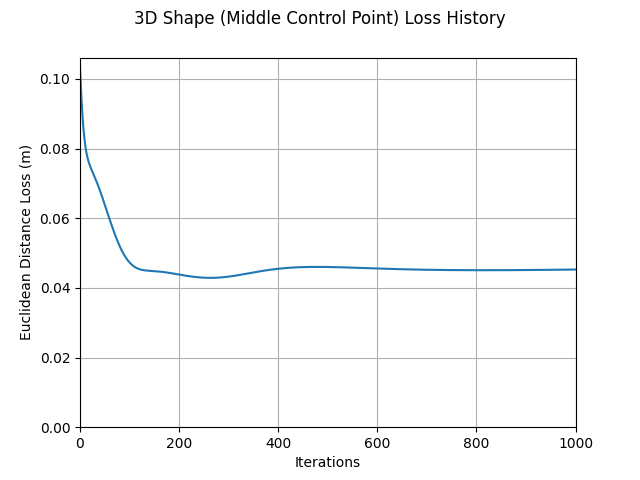 3D Shape (Middle Control Point) Loss History
0.10
0.08
0.06
0.04
0.02
0.00
Euclidean Distance Loss (m)
0 200 400 600 800 1000
Iterations